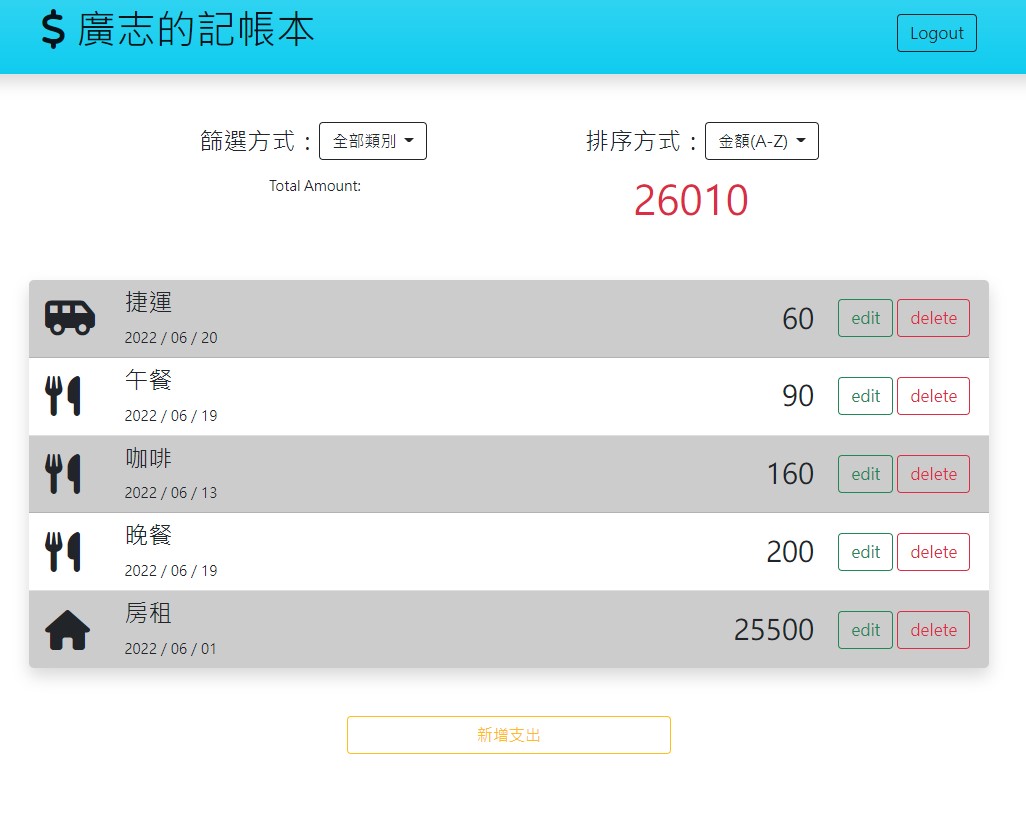 廣志的記帳本
Logout
篩選方式：全部類別
排序方式：金額(A-Z)
Total Amount:
26010
捷運
2022 / 06 / 20
60
edit
delete
午餐
2022 / 06 / 19
90
edit
delete
咖啡
2022 / 06 / 13
160
edit
delete
晚餐
2022 / 06 / 19
200
edit
delete
房租
2022 / 06 / 01
25500
edit
delete
新增支出